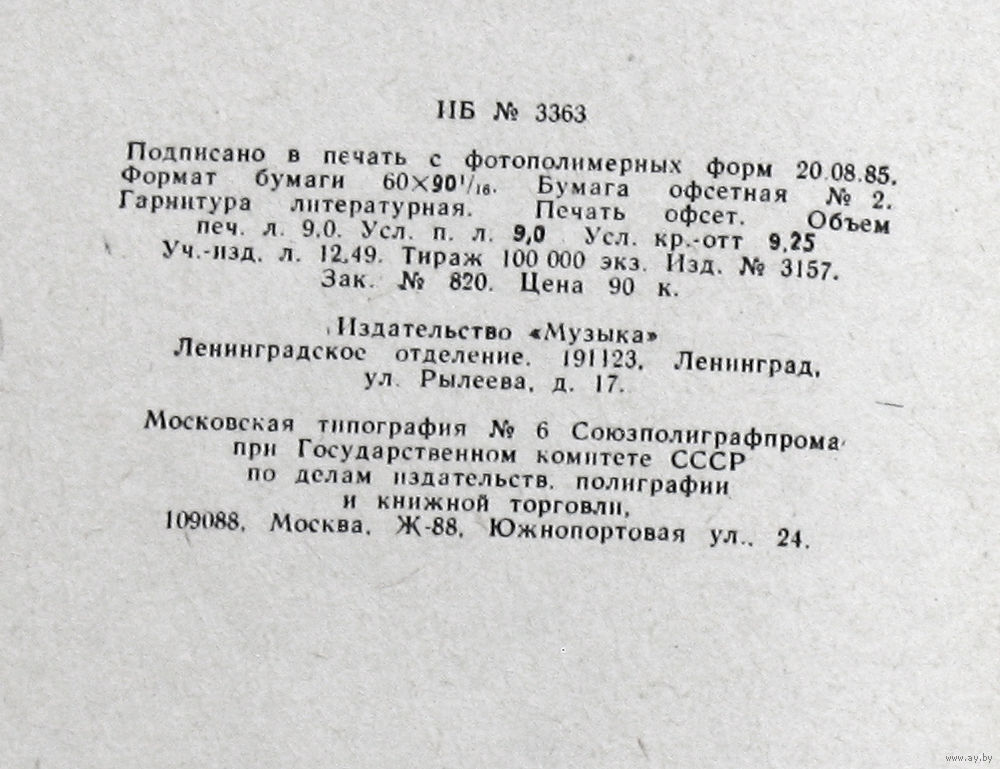 ИБ № 3363
Подписано в печать с фотополимерных форм 20.08.85.
Формат бумаги 60×90¹/₁₆. Бумага офсетная № 2.
Гарнитура литературная. Печать офсет. Объем
печ. л. 9,0. Усл. п. л. 9,0 Усл. кр.-отт 9,25
Уч.-изд. л. 12,49. Тираж 100 000 экз. Изд. № 3157.
Зак. № 820. Цена 90 к.
Издательство «Музыка»
Ленинградское отделение. 191123, Ленинград,
ул. Рылеева, д. 17.
Московская типография № 6 Союзполиграфпрома
при Государственном комитете СССР
по делам издательств, полиграфии
и книжной торговли,
109088, Москва, Ж-88, Южнопортовая ул., 24.
www.ay.by